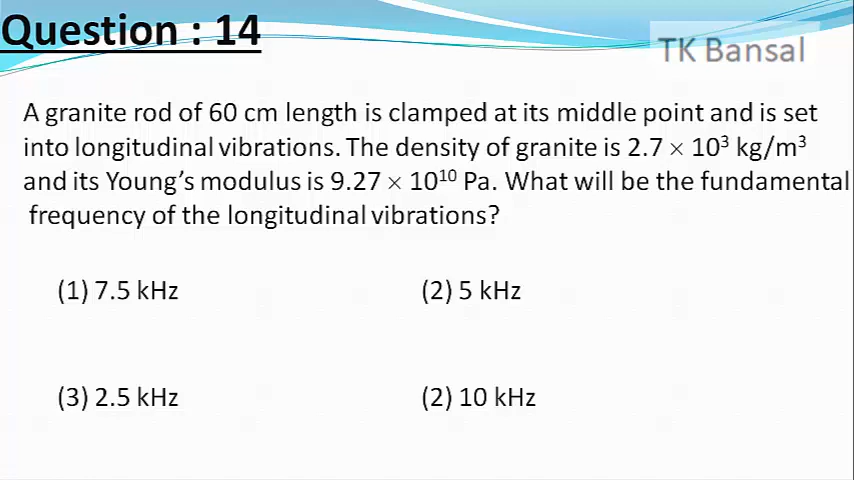 Question : 14
TK Bansal
A granite rod of 60 cm length is clamped at its middle point and is set
into longitudinal vibrations. The density of granite is 2.7 × 10³ kg/m³
and its Young’s modulus is 9.27 × 10¹⁰ Pa. What will be the fundamental
frequency of the longitudinal vibrations?
(1) 7.5 kHz (2) 5 kHz
(3) 2.5 kHz (2) 10 kHz